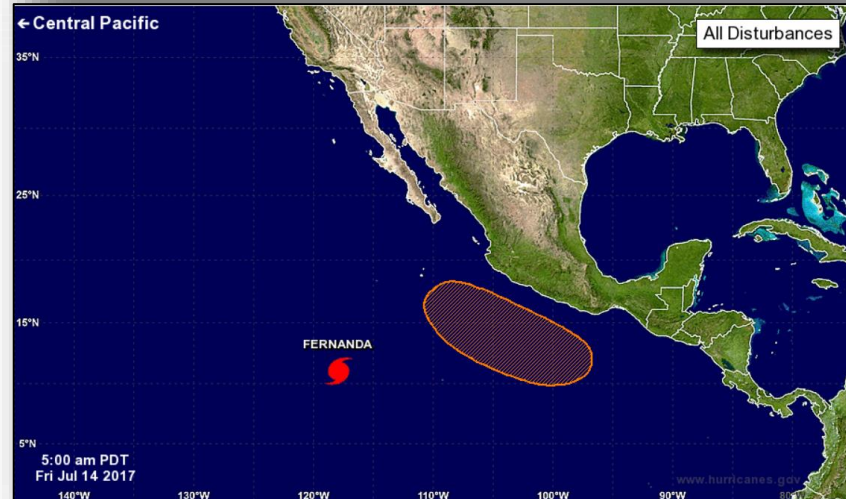 ← Central Pacific
All Disturbances
35°N
25°N
15°N
FERNANDA
5°N
5:00 am PDT
Fri Jul 14 2017
www.hurricanes.gov
140°W 130°W 120°W 110°W 100°W 90°W 80°W